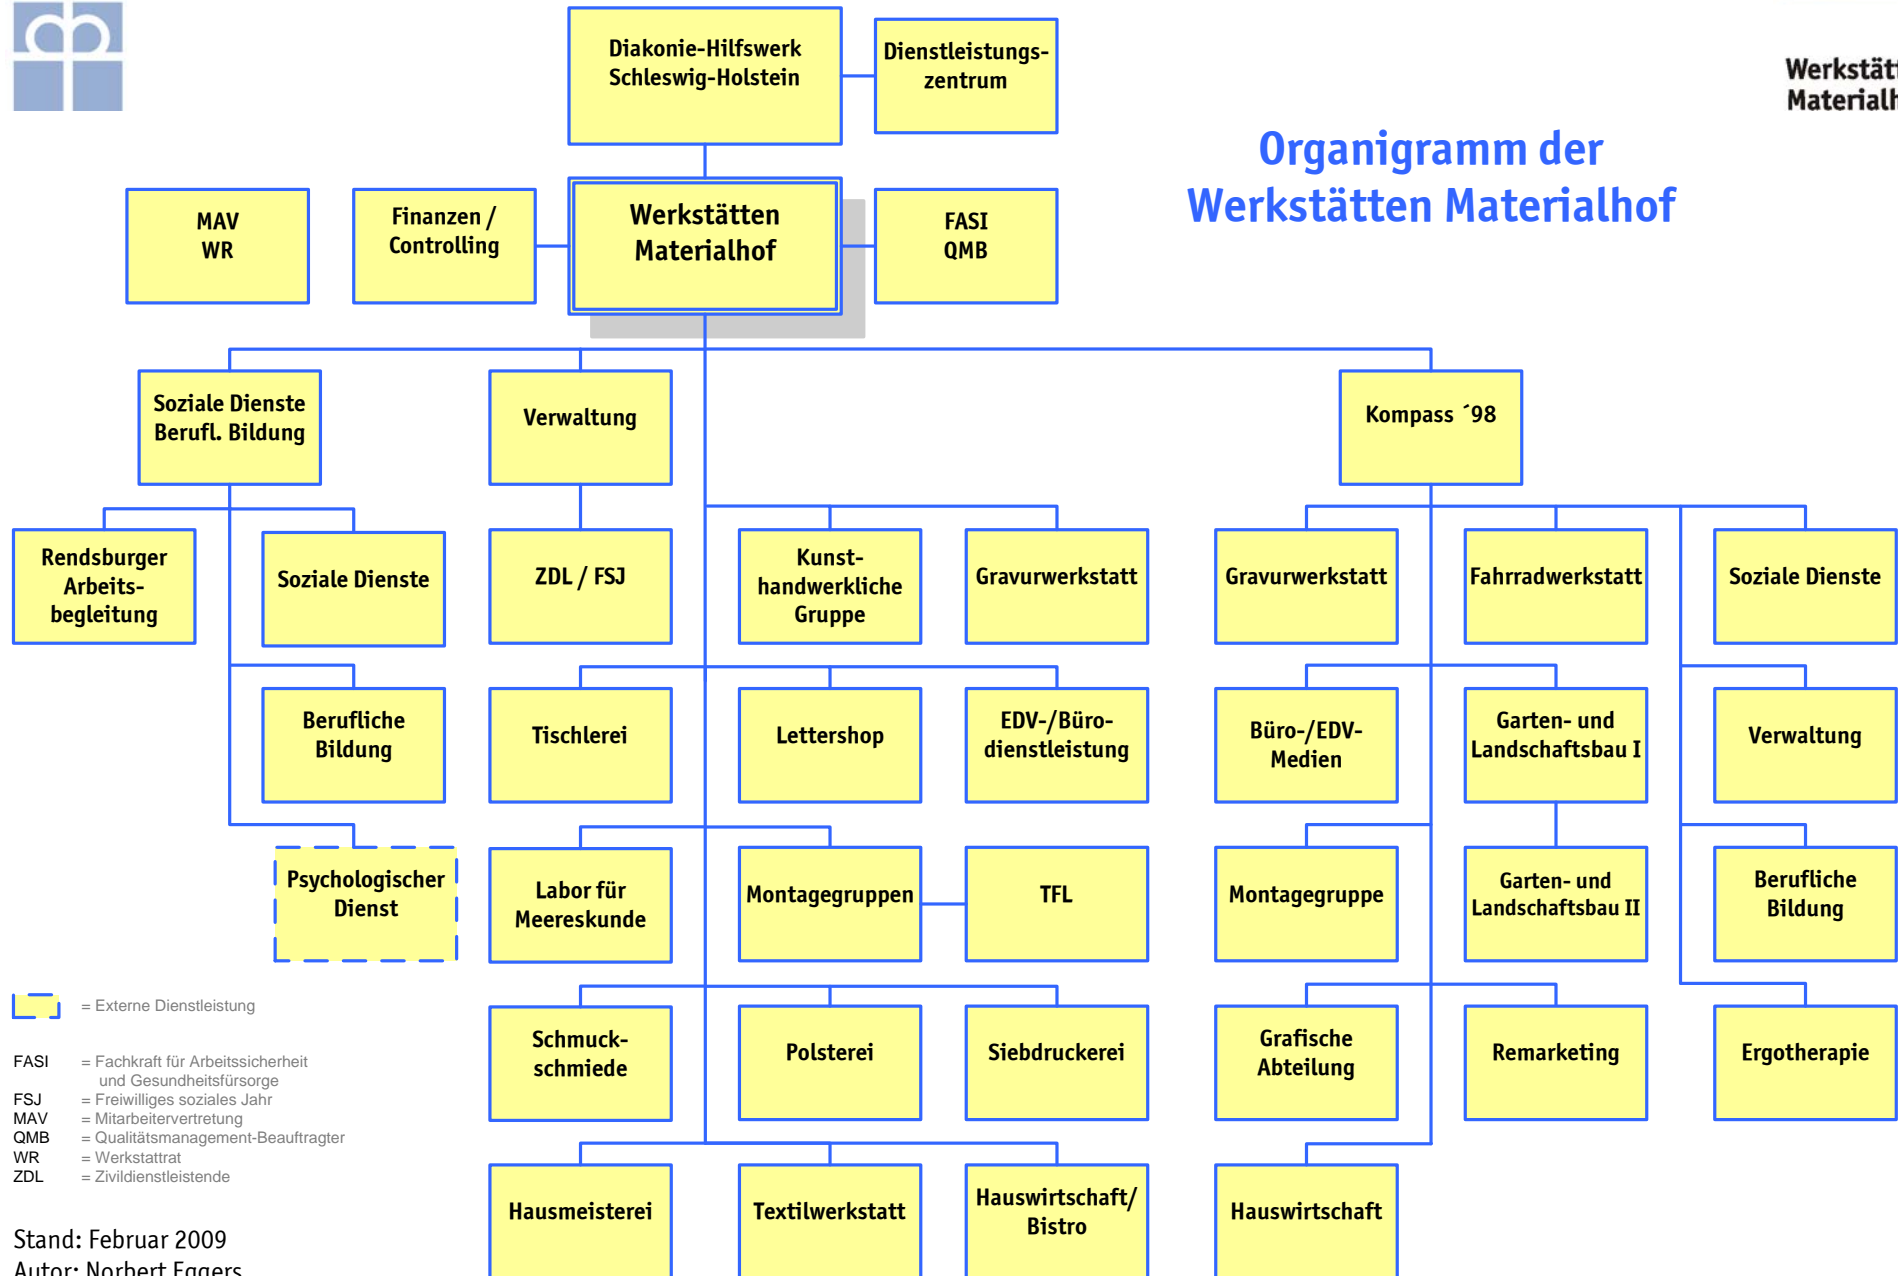 Diakonie-Hilfswerk
Schleswig-Holstein
Dienstleistungs-
zentrum
Organigramm der
Werkstätten Materialhof
MAV
WR
Finanzen /
Controlling
Werkstätten
Materialhof
FASI
QMB
Soziale Dienste
Berufl. Bildung
Verwaltung
Kompass ´98
Rendsburger
Arbeits-
begleitung
Soziale Dienste
ZDL / FSJ
Kunst-
handwerkliche
Gruppe
Gravurwerkstatt
Gravurwerkstatt
Fahrradwerkstatt
Soziale Dienste
Berufliche
Bildung
Tischlerei
Lettershop
EDV-/Büro-
dienstleistung
Büro-/EDV-
Medien
Garten- und
Landschaftsbau I
Verwaltung
Psychologischer
Dienst
Labor für
Meereskunde
Montagegruppen
TFL
Montagegruppe
Garten- und
Landschaftsbau II
Berufliche
Bildung
Schmuck-
schmiede
Polsterei
Siebdruckerei
Grafische
Abteilung
Remarketing
Ergotherapie
Hausmeisterei
Textilwerkstatt
Hauswirtschaft/
Bistro
Hauswirtschaft
= Externe Dienstleistung
FASI = Fachkraft für Arbeitssicherheit
und Gesundheitsfürsorge
FSJ = Freiwilliges soziales Jahr
MAV = Mitarbeitervertretung
QMB = Qualitätsmanagement-Beauftragter
WR = Werkstattrat
ZDL = Zivildienstleistende
Stand: Februar 2009
Autor: Norbert Eggers